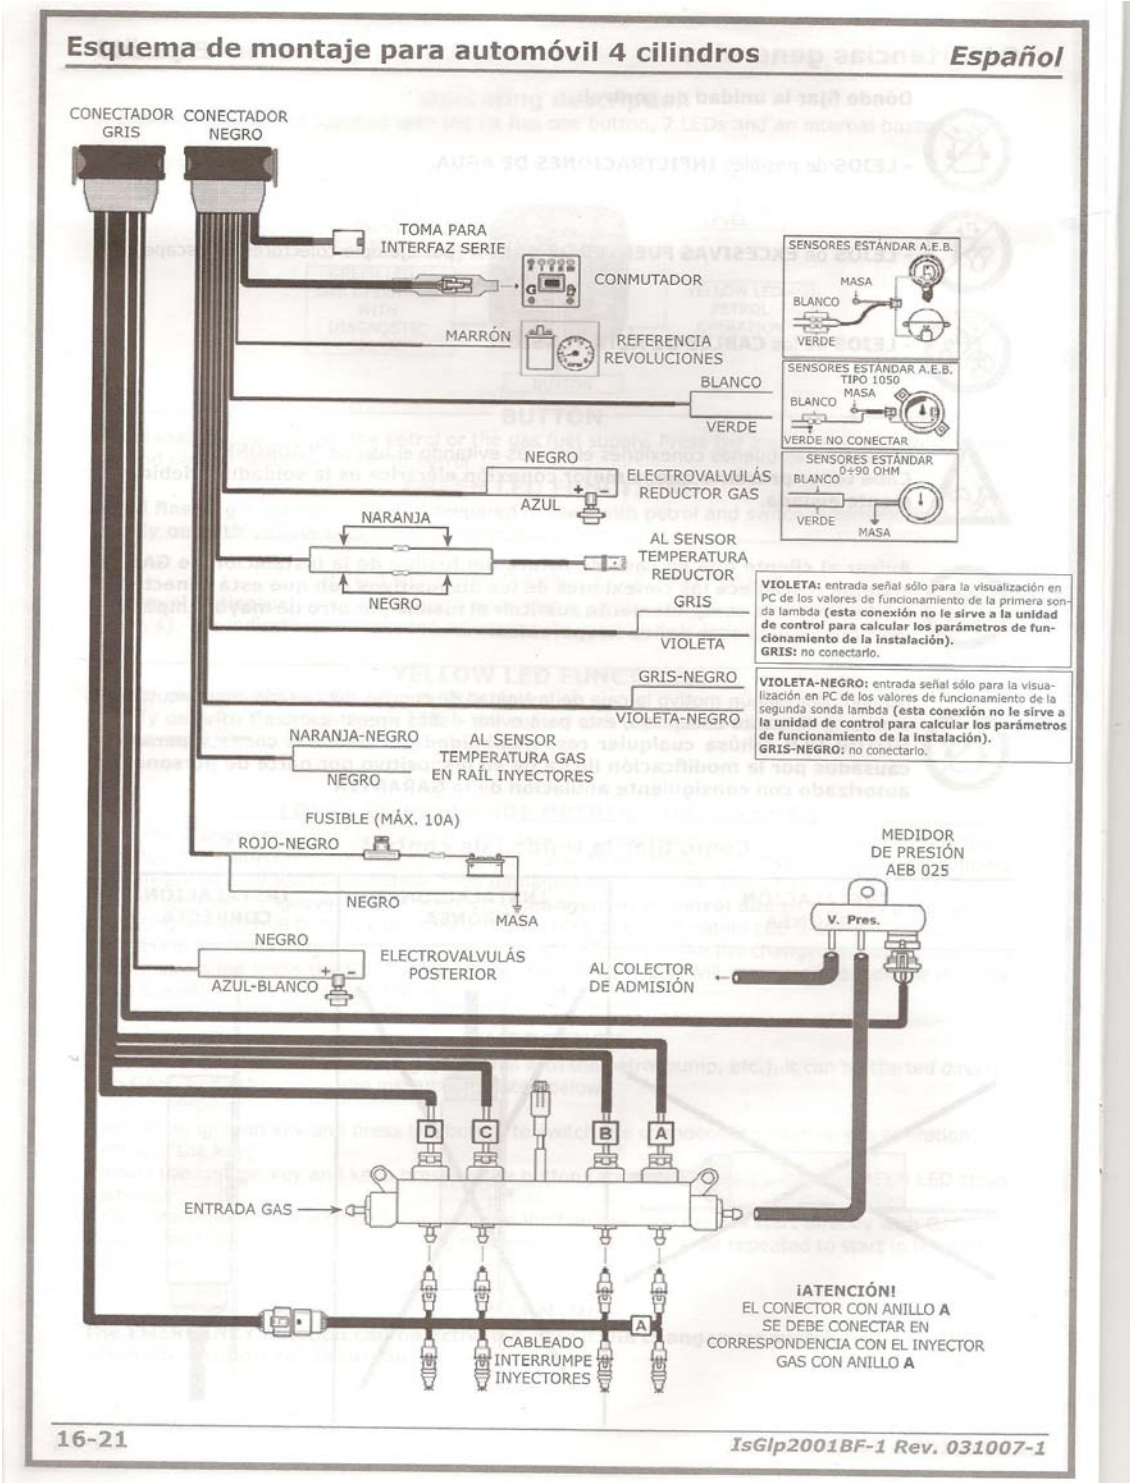 Esquema de montaje para automóvil 4 cilindros
Español
CONECTADOR
GRIS
CONECTADOR
NEGRO
TOMA PARA
INTERFAZ SERIE
CONMUTADOR
MARRÓN
REFERENCIA
REVOLUCIONES
BLANCO
VERDE
SENSORES ESTÁNDAR A.E.B.
MASA
BLANCO
VERDE
SENSORES ESTÁNDAR A.E.B.
TIPO 1050
MASA
BLANCO
VERDE NO CONECTAR
SENSORES ESTÁNDAR
0÷90 OHM
BLANCO
VERDE
MASA
NEGRO
+ −
AZUL
ELECTROVALVULÁS
REDUCTOR GAS
NARANJA
NEGRO
AL SENSOR
TEMPERATURA
REDUCTOR
GRIS
VIOLETA
VIOLETA: entrada señal sólo para la visualización en
PC de los valores de funcionamiento de la primera son-
da lambda (esta conexión no le sirve a la unidad
de control para calcular los parámetros de fun-
cionamiento de la instalación).
GRIS: no conectarlo.
GRIS-NEGRO
VIOLETA-NEGRO
VIOLETA-NEGRO: entrada señal sólo para la visua-
lización en PC de los valores de funcionamiento de la
segunda sonda lambda (esta conexión no le sirve a
la unidad de control para calcular los parámetros
de funcionamiento de la instalación).
GRIS-NEGRO: no conectarlo.
NARANJA-NEGRO
NEGRO
AL SENSOR
TEMPERATURA GAS
EN RAÍL INYECTORES
FUSIBLE (MÁX. 10A)
ROJO-NEGRO
NEGRO
MASA
MEDIDOR
DE PRESIÓN
AEB 025
V. Pres.
NEGRO
+ −
AZUL-BLANCO
ELECTROVALVULÁS
POSTERIOR
AL COLECTOR
DE ADMISIÓN
D
C
B
A
ENTRADA GAS
A
CABLEADO
INTERRUMPE
INYECTORES
¡ATENCIÓN!
EL CONECTOR CON ANILLO A
SE DEBE CONECTAR EN
CORRESPONDENCIA CON EL INYECTOR
GAS CON ANILLO A
16-21
IsGlp2001BF-1 Rev. 031007-1